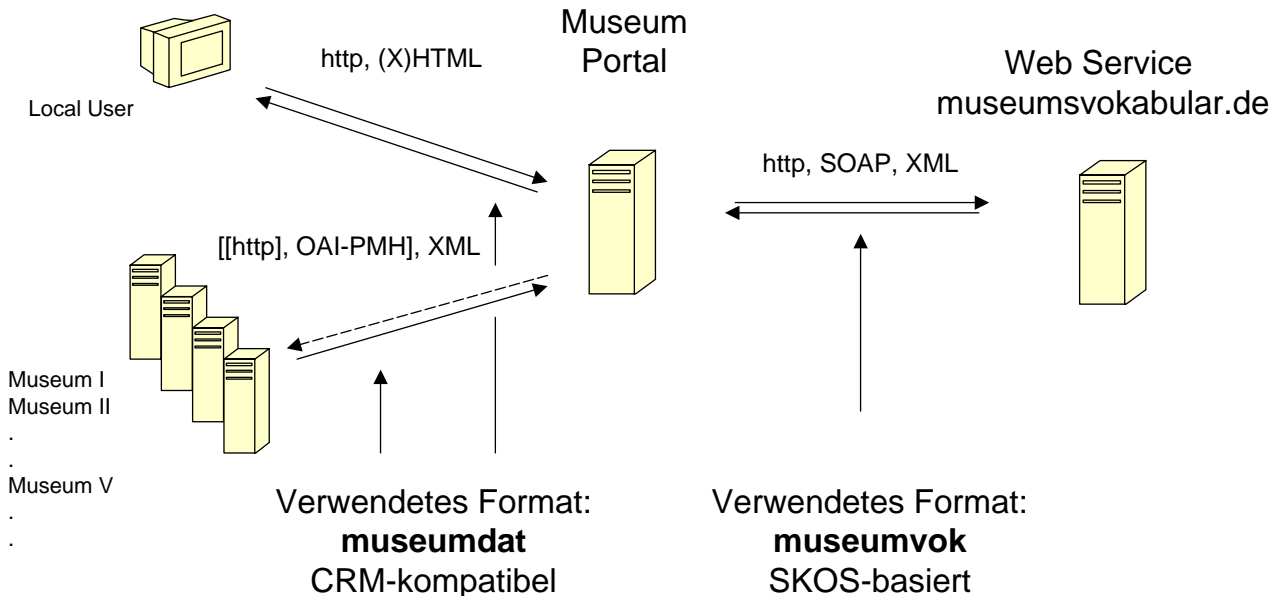 Museum
Portal
http, (X)HTML
Web Service
museumsvokabular.de
Local User
http, SOAP, XML
[[http], OAI-PMH], XML
Museum I
Museum II
.
.
Museum V
.
.
Verwendetes Format:
museumdat
CRM-kompatibel
Verwendetes Format:
museumvok
SKOS-basiert